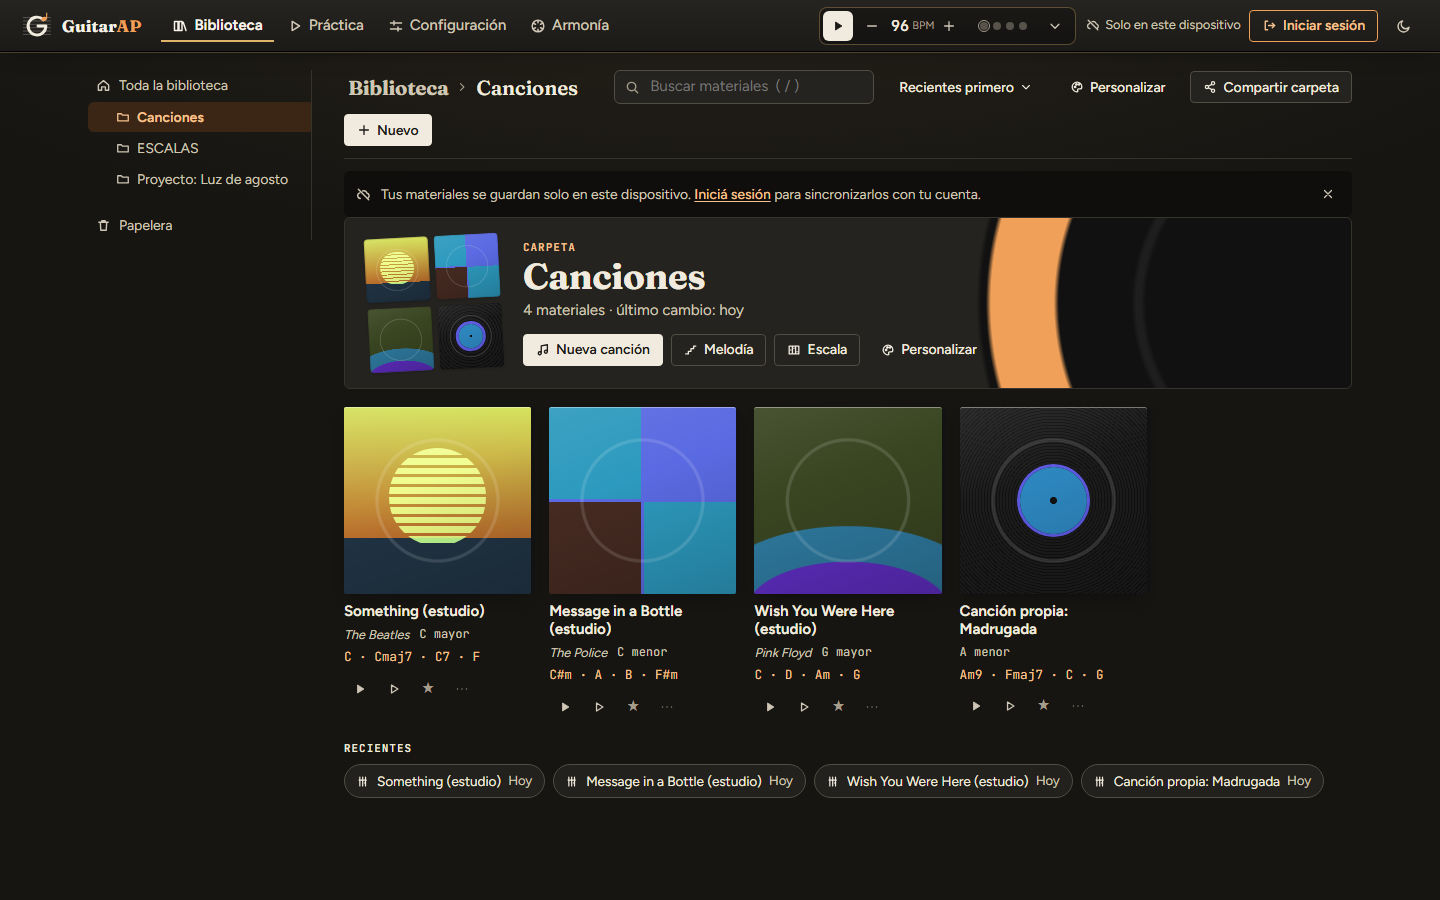 GuitarAP
Biblioteca
Práctica
Configuración
Armonía
96 BPM
Solo en este dispositivo
Iniciar sesión
Toda la biblioteca
Canciones
ESCALAS
Proyecto: Luz de agosto
Papelera
Biblioteca › Canciones
Buscar materiales ( / )
Recientes primero
Personalizar
Compartir carpeta
+ Nuevo
Tus materiales se guardan solo en este dispositivo. Iniciá sesión para sincronizarlos con tu cuenta.
CARPETA
Canciones
4 materiales · último cambio: hoy
Nueva canción
Melodía
Escala
Personalizar
Something (estudio)
The Beatles C mayor
C · Cmaj7 · C7 · F
Message in a Bottle
(estudio)
The Police C menor
C#m · A · B · F#m
Wish You Were Here
(estudio)
Pink Floyd G mayor
C · D · Am · G
Canción propia:
Madrugada
A menor
Am9 · Fmaj7 · C · G
RECIENTES
Something (estudio) Hoy
Message in a Bottle (estudio) Hoy
Wish You Were Here (estudio) Hoy
Canción propia: Madrugada Hoy